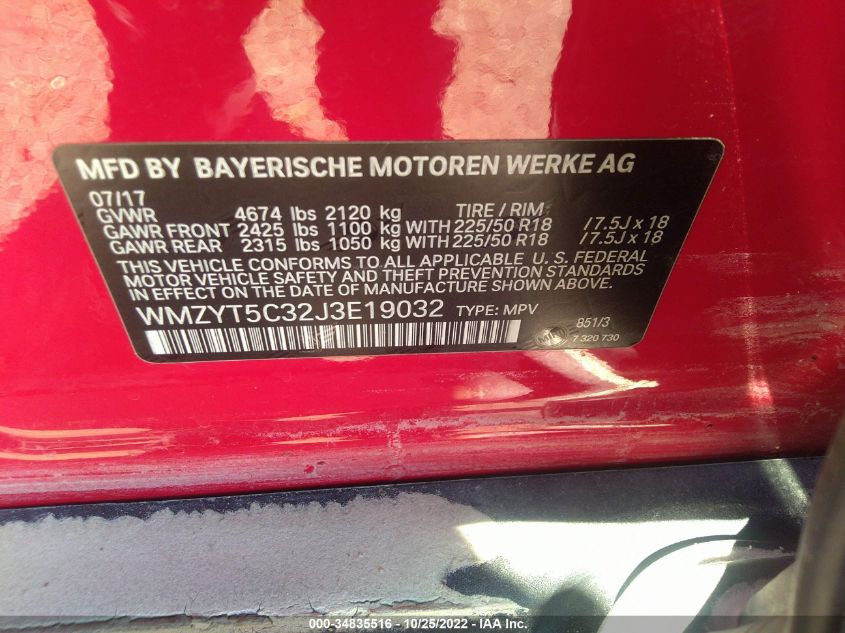 MFD BY BAYERISCHE MOTOREN WERKE AG
07/17
GVWR 4674 lbs 2120 kg TIRE / RIM
GAWR FRONT 2425 lbs 1100 kg WITH 225/50 R18 /7.5J x 18
GAWR REAR 2315 lbs 1050 kg WITH 225/50 R18 /7.5J x 18
THIS VEHICLE CONFORMS TO ALL APPLICABLE U. S. FEDERAL
MOTOR VEHICLE SAFETY AND THEFT PREVENTION STANDARDS
IN EFFECT ON THE DATE OF MANUFACTURE SHOWN ABOVE.
WMZYT5C32J3E19032 TYPE: MPV
851/3
7 320 730
000-34835516 - 10/25/2022 - IAA Inc.